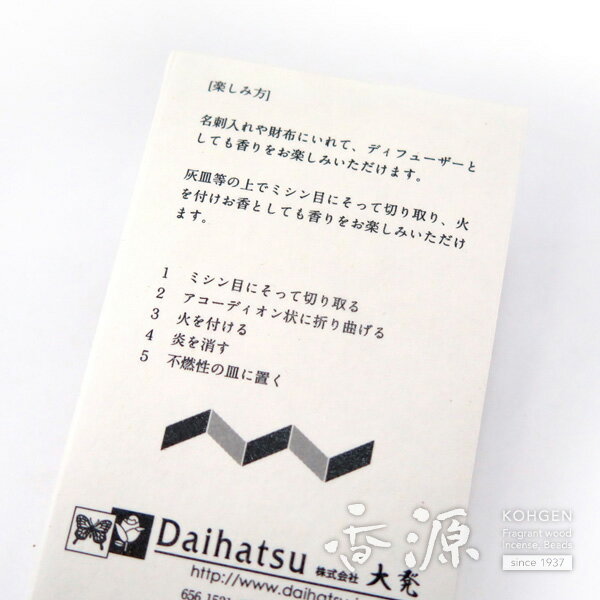 [楽しみ方]
名刺入れや財布にいれて、ディフューザーと
しても香りをお楽しみいただけます。
灰皿等の上でミシン目にそって切り取り、火
を付けお香としても香りをお楽しみいただけ
ます。
1 ミシン目にそって切り取る
2 アコーディオン状に折り曲げる
3 火を付ける
4 炎を消す
5 不燃性の皿に置く
Daihatsu 株式会社 大発
http://www.daihatsu
香源
KOHGEN
Fragrant wood
Incense, Beads
since 1937